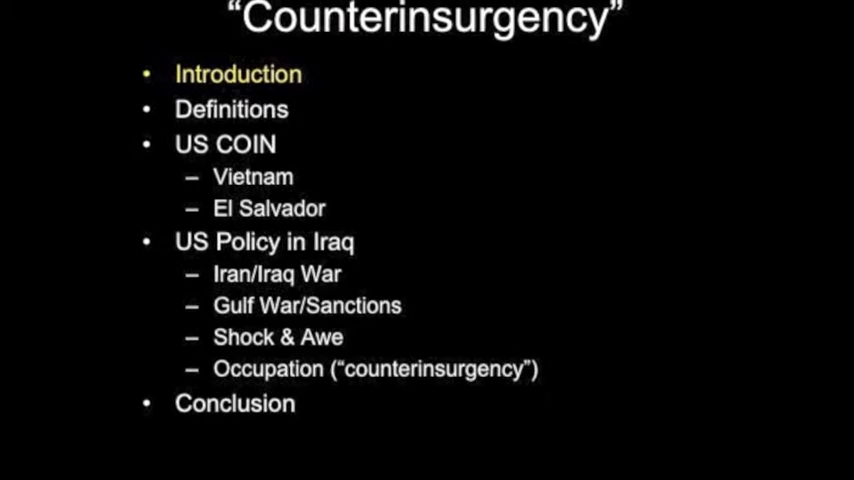 “Counterinsurgency”
• Introduction
• Definitions
• US COIN
– Vietnam
– El Salvador
• US Policy in Iraq
– Iran/Iraq War
– Gulf War/Sanctions
– Shock & Awe
– Occupation (“counterinsurgency”)
• Conclusion